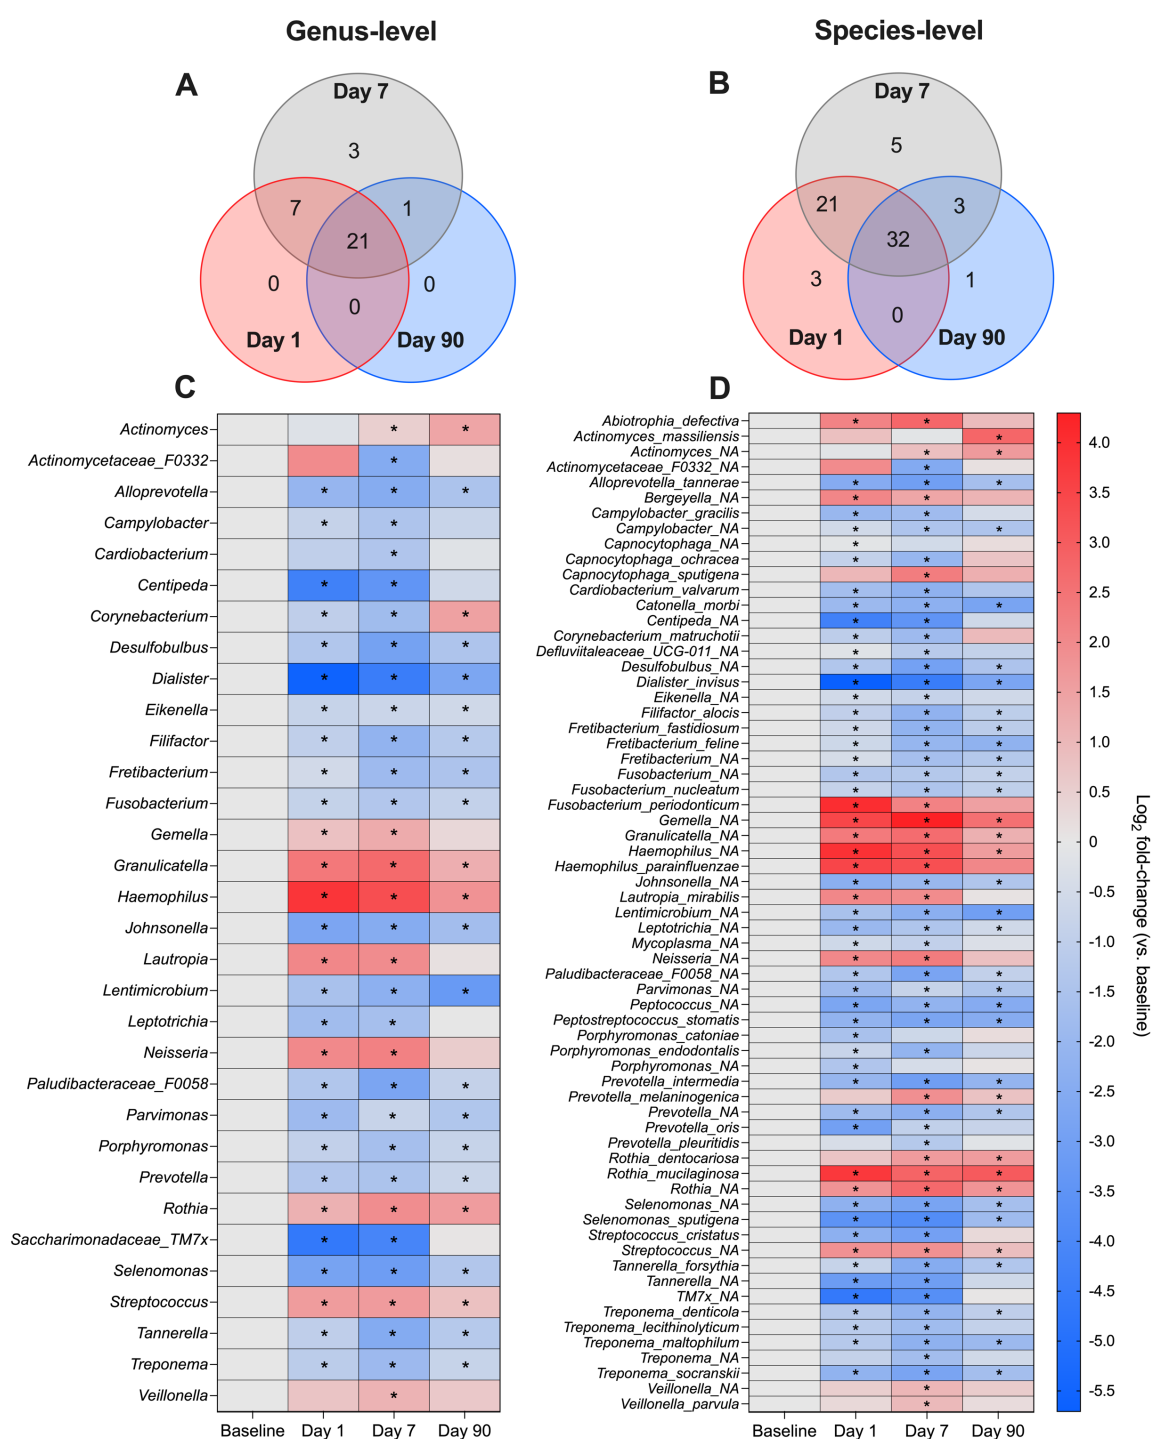 Genus-level
Species-level
A
Day 7
3
7
1
21
0
0
0
Day 1
Day 90
B
Day 7
5
21
3
32
3
1
0
Day 1
Day 90
C
Actinomyces * *
Actinomycetaceae_F0332 *
Alloprevotella * * *
Campylobacter * *
Cardiobacterium *
Centipeda * *
Corynebacterium * * *
Desulfobulbus * * *
Dialister * * *
Eikenella * * *
Filifactor * * *
Fretibacterium * * *
Fusobacterium * * *
Gemella * *
Granulicatella * * *
Haemophilus * * *
Johnsonella * * *
Lautropia * *
Lentimicrobium * * *
Leptotrichia * *
Neisseria * *
Paludibacteraceae_F0058 * * *
Parvimonas * * *
Porphyromonas * * *
Prevotella * * *
Rothia * * *
Saccharimonadaceae_TM7x * *
Selenomonas * * *
Streptococcus * * *
Tannerella * * *
Treponema * * *
Veillonella *
Baseline Day 1 Day 7 Day 90
D
Abiotrophia_defectiva * *
Actinomyces_massiliensis *
Actinomyces_NA * *
Actinomycetaceae_F0332_NA *
Alloprevotella_tannerae * * *
Bergeyella_NA * *
Campylobacter_gracilis * *
Campylobacter_NA * * *
Capnocytophaga_NA *
Capnocytophaga_ochracea * *
Capnocytophaga_sputigena *
Cardiobacterium_valvarum * *
Catonella_morbi * * *
Centipeda_NA * *
Corynebacterium_matruchotii * *
Defluviitaleaceae_UCG-011_NA * *
Desulfobulbus_NA * * *
Dialister_invisus * * *
Eikenella_NA * *
Filifactor_alocis * * *
Fretibacterium_fastidiosum * * *
Fretibacterium_feline * * *
Fretibacterium_NA * * *
Fusobacterium_NA * * *
Fusobacterium_nucleatum * * *
Fusobacterium_periodonticum * *
Gemella_NA * * *
Granulicatella_NA * * *
Haemophilus_NA * * *
Haemophilus_parainfluenzae * *
Johnsonella_NA * * *
Lautropia_mirabilis * *
Lentimicrobium_NA * * *
Leptotrichia_NA * * *
Mycoplasma_NA * *
Neisseria_NA * *
Paludibacteraceae_F0058_NA * * *
Parvimonas_NA * * *
Peptococcus_NA * * *
Peptostreptococcus_stomatis * * *
Porphyromonas_catoniae *
Porphyromonas_endodontalis * *
Porphyromonas_NA *
Prevotella_intermedia * * *
Prevotella_melaninogenica * *
Prevotella_NA * * *
Prevotella_oris * *
Prevotella_pleuritidis *
Rothia_dentocariosa * *
Rothia_mucilaginosa * * *
Rothia_NA * * *
Selenomonas_NA * * *
Selenomonas_sputigena * * *
Streptococcus_cristatus * *
Streptococcus_NA * * *
Tannerella_forsythia * * *
Tannerella_NA * *
TM7x_NA * *
Treponema_denticola * * *
Treponema_lecithinolyticum * *
Treponema_maltophilum * * *
Treponema_NA *
Treponema_socranskii * * *
Veillonella_NA *
Veillonella_parvula *
Baseline Day 1 Day 7 Day 90
4.0
3.5
3.0
2.5
2.0
1.5
1.0
0.5
0
-0.5
-1.0
-1.5
-2.0
-2.5
-3.0
-3.5
-4.0
-4.5
-5.0
-5.5
Log2 fold-change (vs. baseline)